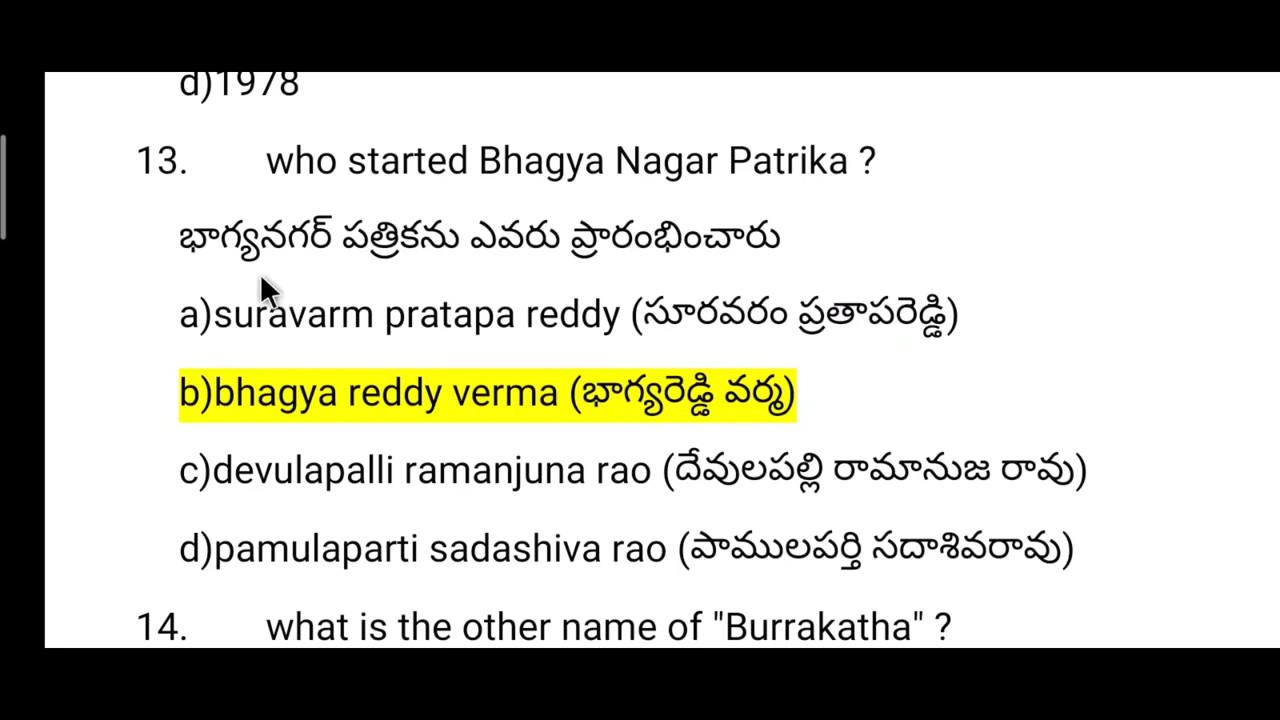 d)1978
13. who started Bhagya Nagar Patrika ?
భాగ్యనగర్ పత్రికను ఎవరు ప్రారంభించారు
a)suravarm pratapa reddy (సూరవరం ప్రతాపరెడ్డి)
b)bhagya reddy verma (భాగ్యరెడ్డి వర్మ)
c)devulapalli ramanjuna rao (దేవులపల్లి రామానుజ రావు)
d)pamulaparti sadashiva rao (పాములపర్తి సదాశివరావు)
14. what is the other name of "Burrakatha" ?